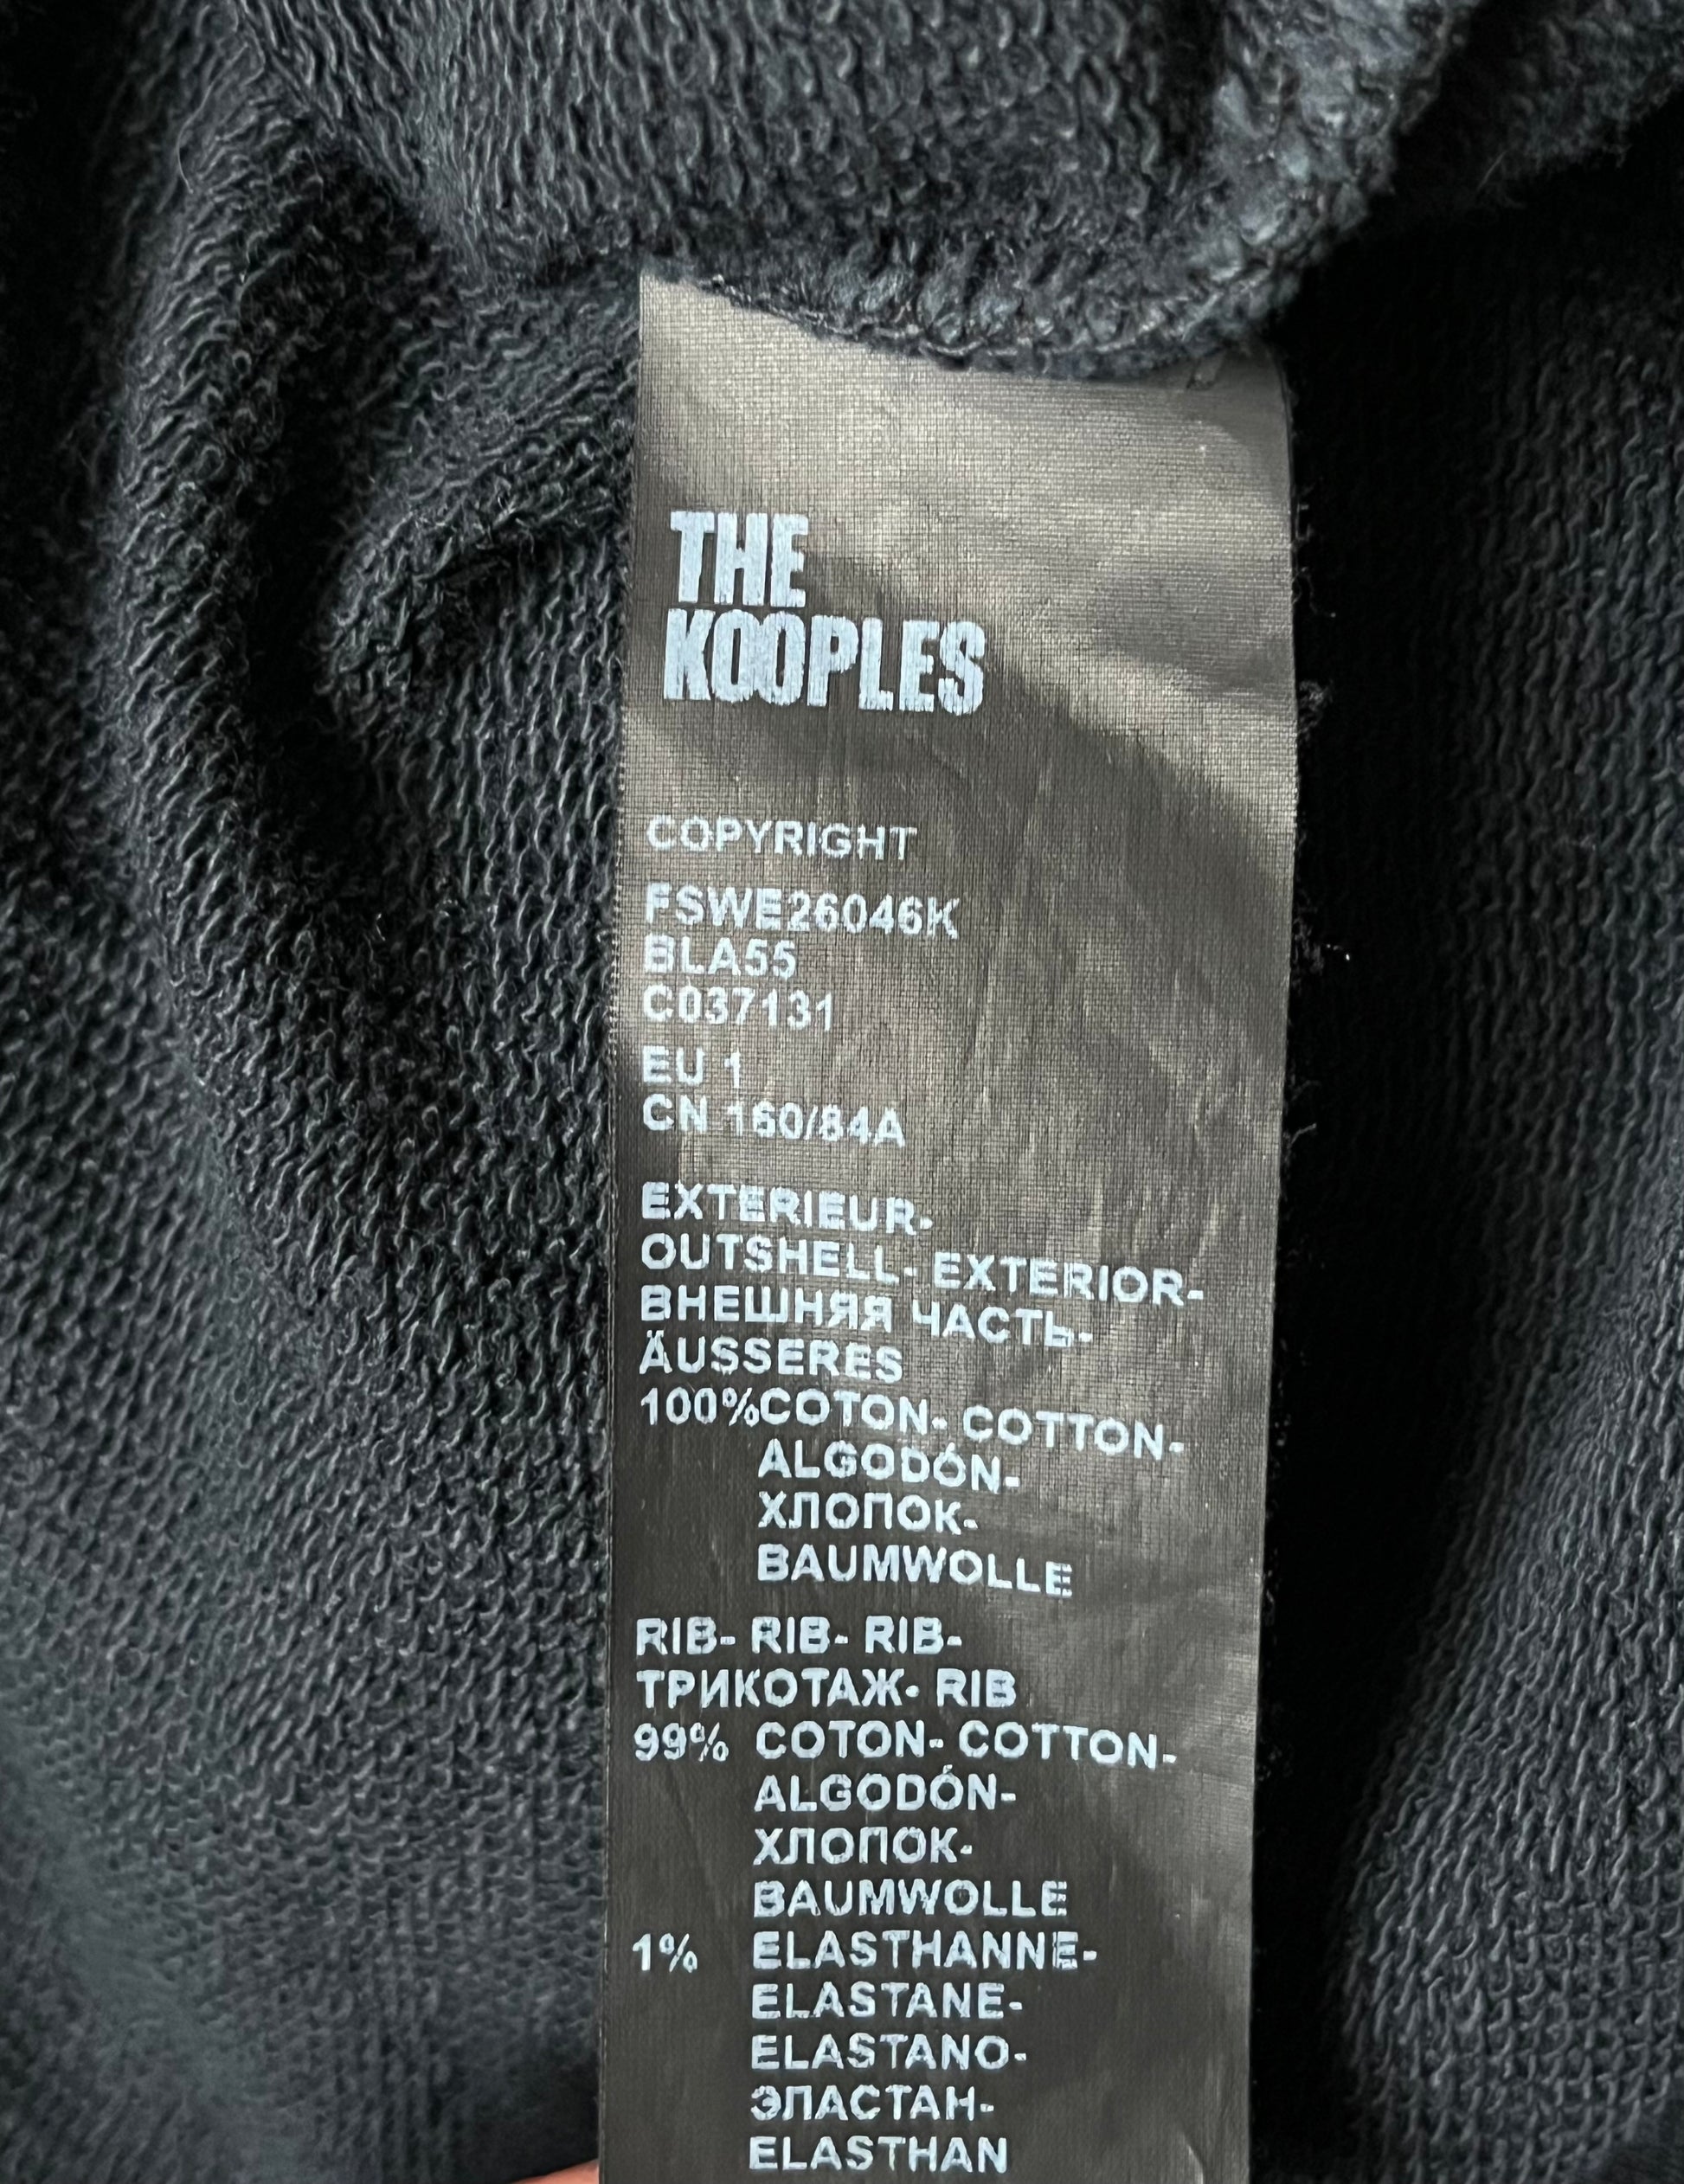 THE
KOOPLES
COPYRIGHT
FSWE26046K
BLA55
C037131
EU 1
CN 160/84A
EXTERIEUR-
OUTSHELL- EXTERIOR-
ВНЕШНЯЯ ЧАСТЬ-
ÄUSSERES
100%COTON- COTTON-
ALGODÓN-
ХЛОПОК-
BAUMWOLLE
RIB- RIB- RIB-
ТРИКОТАЖ- RIB
99% COTON- COTTON-
ALGODÓN-
ХЛОПОК-
BAUMWOLLE
1% ELASTHANNE-
ELASTANE-
ELASTANO-
ЭЛАСТАН-
ELASTHAN